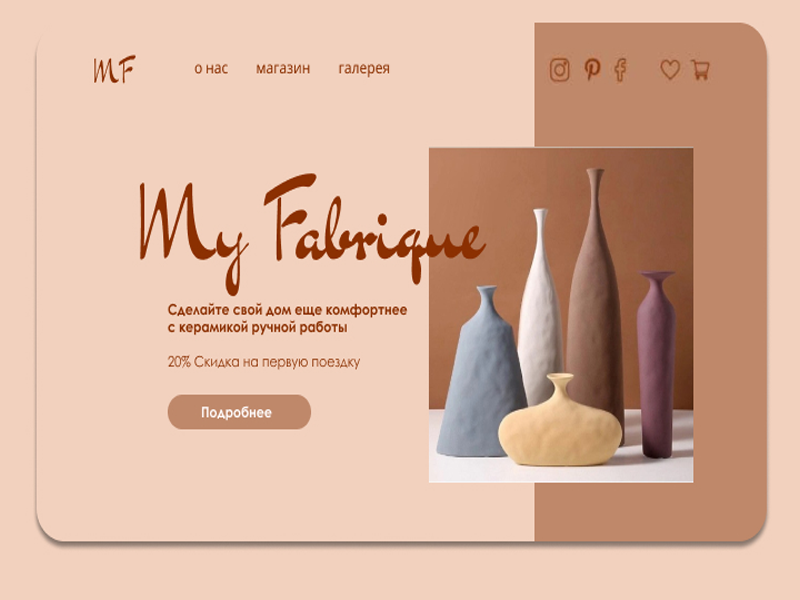 MF
о нас магазин галерея
My Fabrique
Сделайте свой дом еще комфортнее
с керамикой ручной работы
20% Скидка на первую поездку
Подробнее